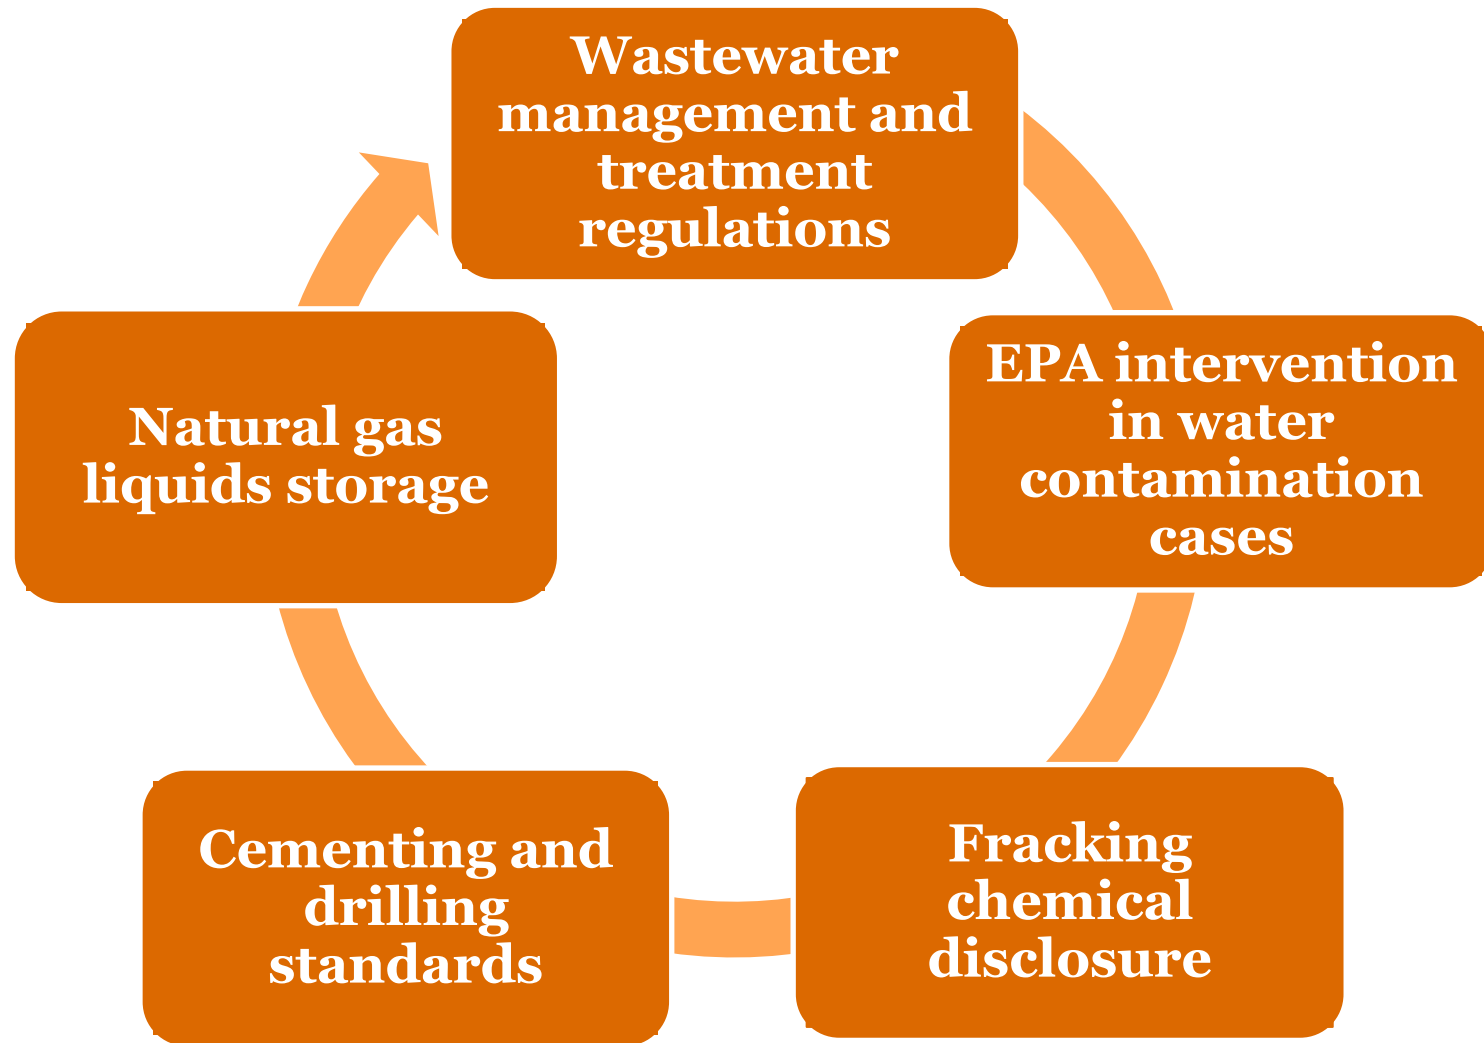 Wastewater
management and
treatment
regulations
EPA intervention
in water
contamination
cases
Fracking
chemical
disclosure
Cementing and
drilling
standards
Natural gas
liquids storage